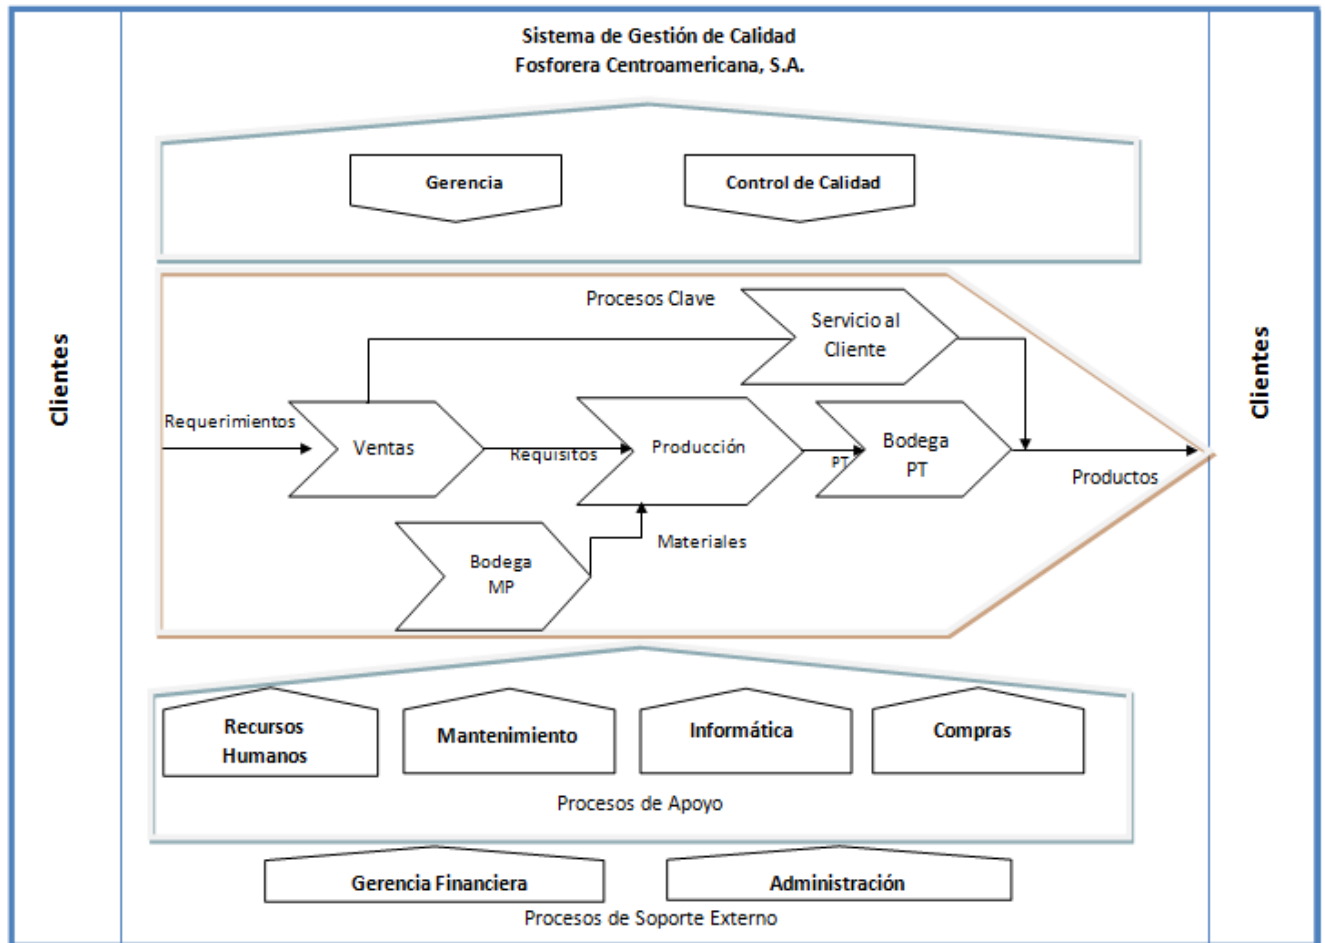 Sistema de Gestión de Calidad
Fosforera Centroamericana, S.A.
Gerencia
Control de Calidad
Procesos Clave
Servicio al
Cliente
Clientes
Clientes
Requerimientos
Ventas
Requisitos
Producción
PT
Bodega
PT
Productos
Materiales
Bodega
MP
Recursos
Humanos
Mantenimiento
Informática
Compras
Procesos de Apoyo
Gerencia Financiera
Administración
Procesos de Soporte Externo